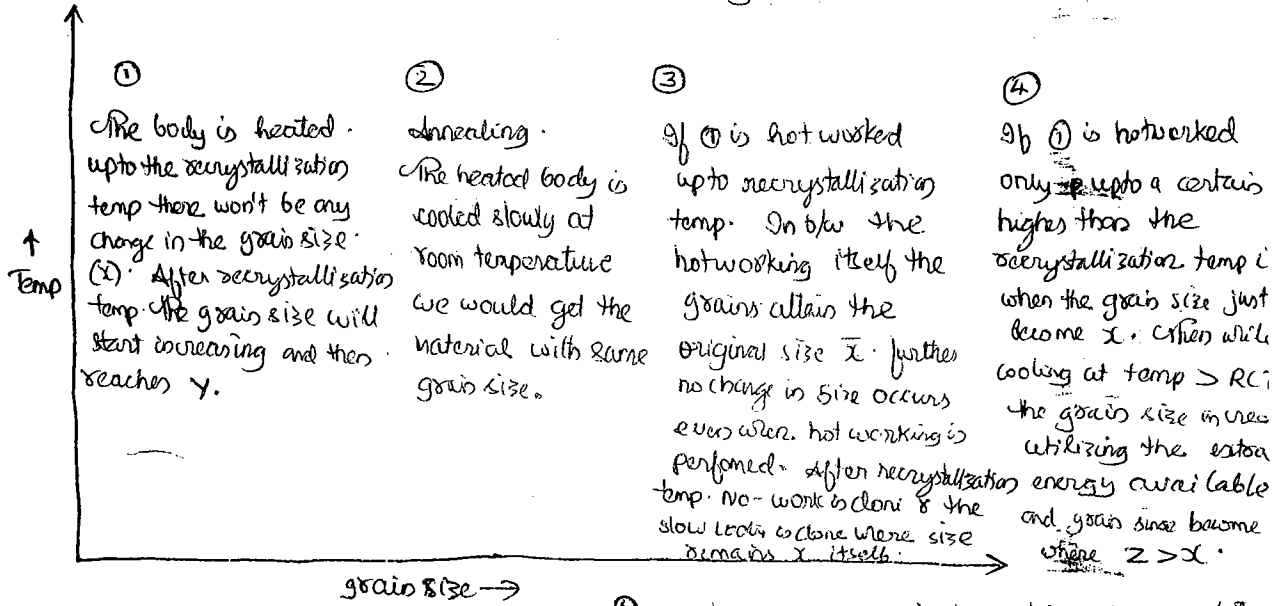 ①
The body is heated.
upto the recrystallization
temp there won't be any
change in the grain size.
(x). After recrystallization
temp. the grain size will
start increasing and then
reaches y.
②
Annealing.
The heated body is
cooled slowly at
room temperature
we would get the
material with same
grain size.
③
If ① is hot worked
upto recrystallization
temp. In b/w the
hotworking itself the
grains attain the
original size x. further
no change in size occurs
even when hot working is
performed. After recrystallization
temp. No-work is done & the
slow is done where size
remains x itself.
④
If ① is hotworked
only upto a certain
higher than the
recrystallization temp i
when the grain size just
become x. then while
cooling at temp > RC
the grain size increa
utilizing the extra
energy available
and grain size become
where Z > x.
↑
Temp
grain size →